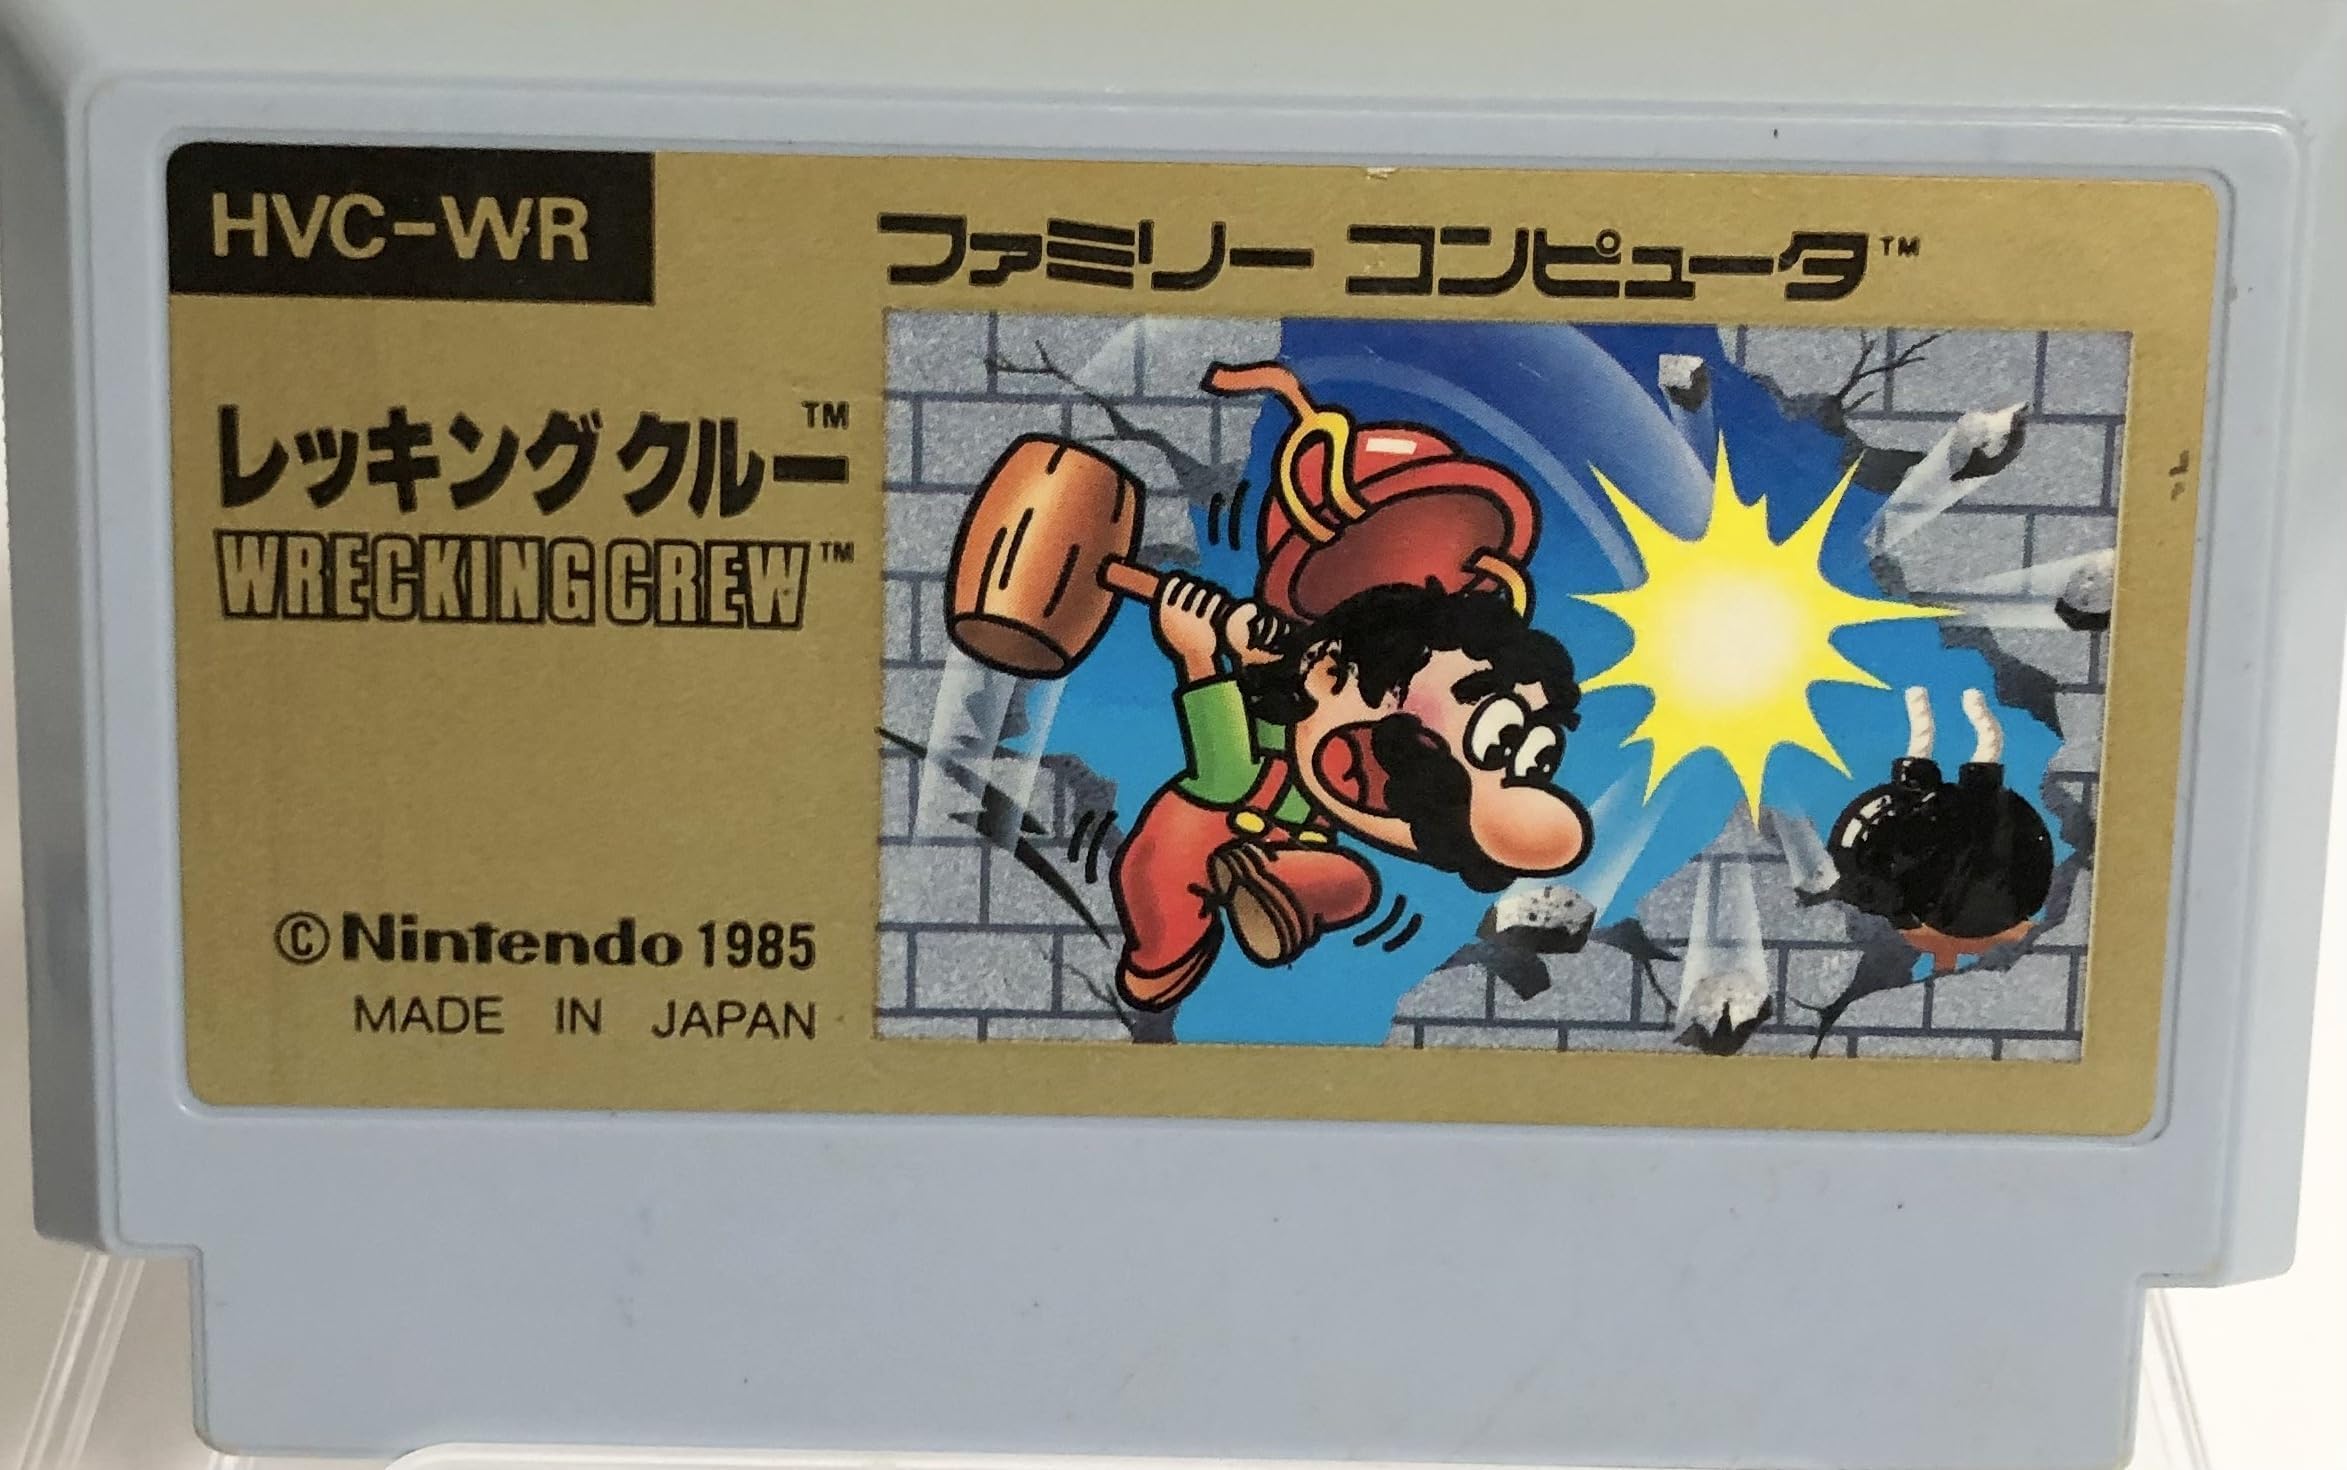 HVC-WR
ファミリー コンピュータ™
レッキング クルー™
WRECKING CREW™
©Nintendo 1985
MADE IN JAPAN